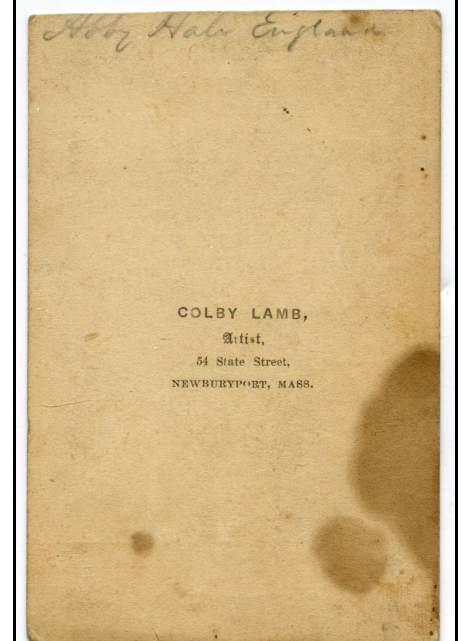 Abby Hale England
COLBY LAMB,
Artist,
54 State Street,
NEWBURYPORT, MASS.